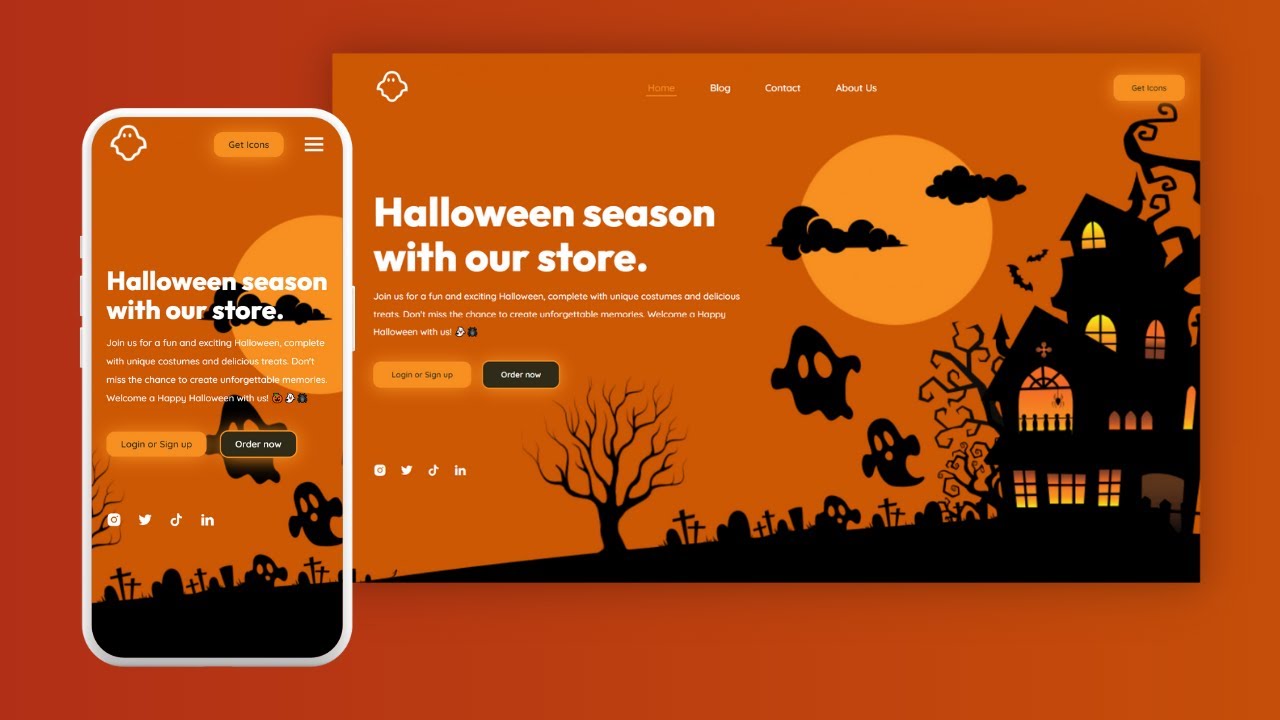 Get Icons
Halloween season
with our store.
Join us for a fun and exciting Halloween, complete
with unique costumes and delicious treats. Don't
miss the chance to create unforgettable memories.
Welcome a Happy Halloween with us! 🎃👻🕷️
Login or Sign up Order now
Home Blog Contact About Us Get Icons
Halloween season
with our store.
Join us for a fun and exciting Halloween, complete with unique costumes and delicious
treats. Don't miss the chance to create unforgettable memories. Welcome a Happy
Halloween with us! 👻🕷️
Login or Sign up Order now